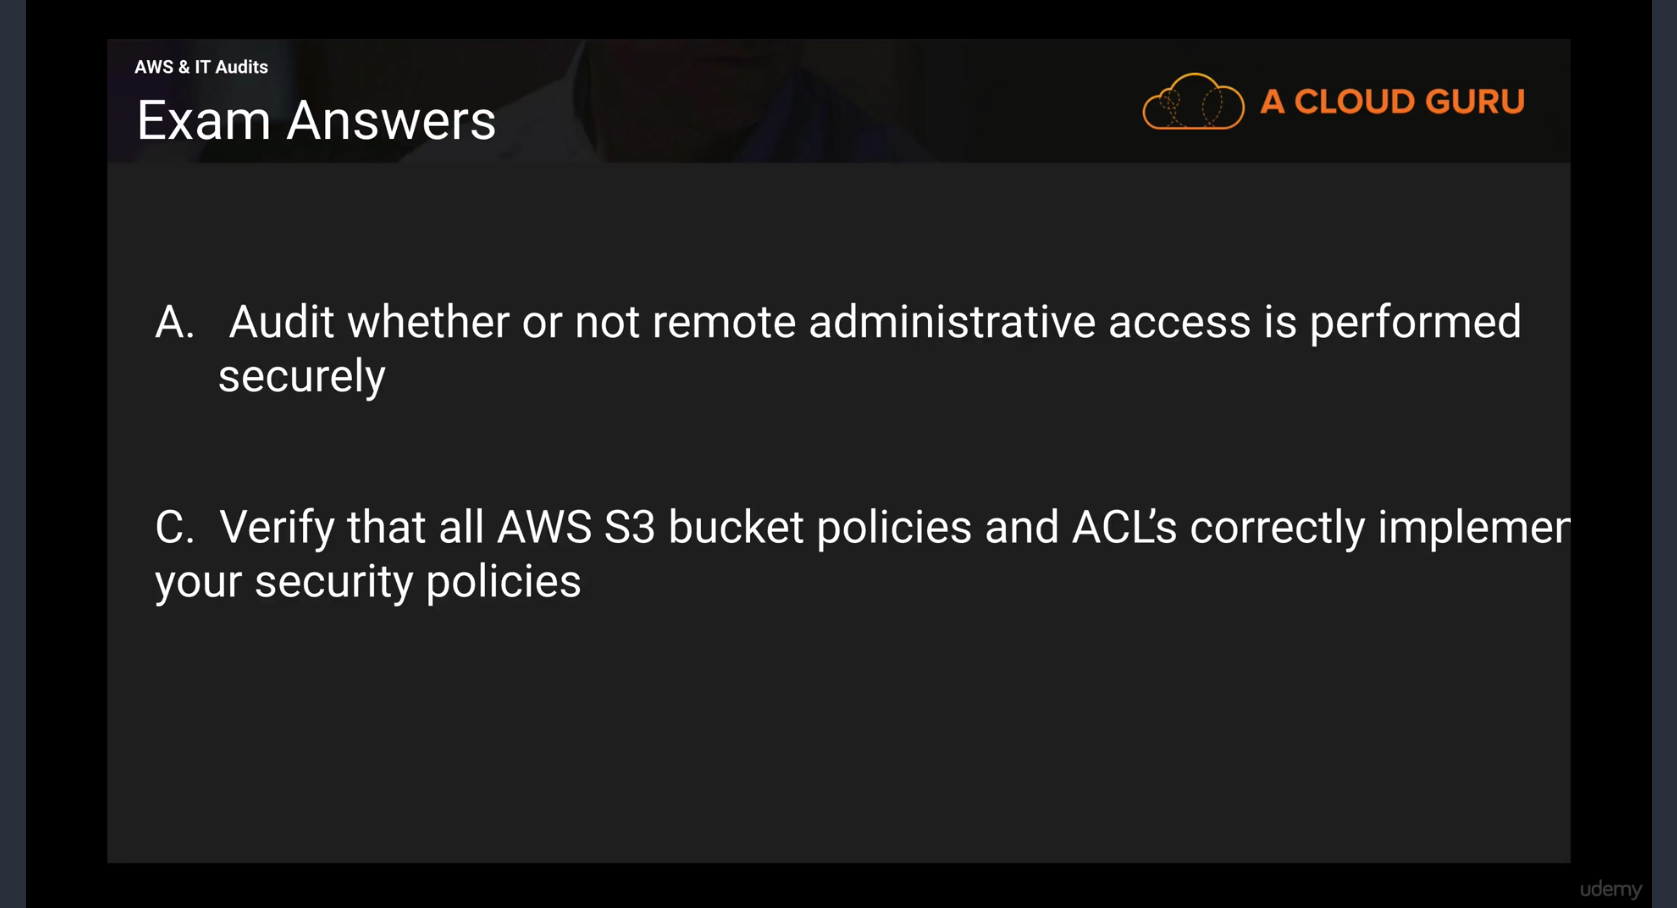 AWS & IT Audits
Exam Answers
A CLOUD GURU
A. Audit whether or not remote administrative access is performed
securely
C. Verify that all AWS S3 bucket policies and ACL's correctly implemen
your security policies
udemy